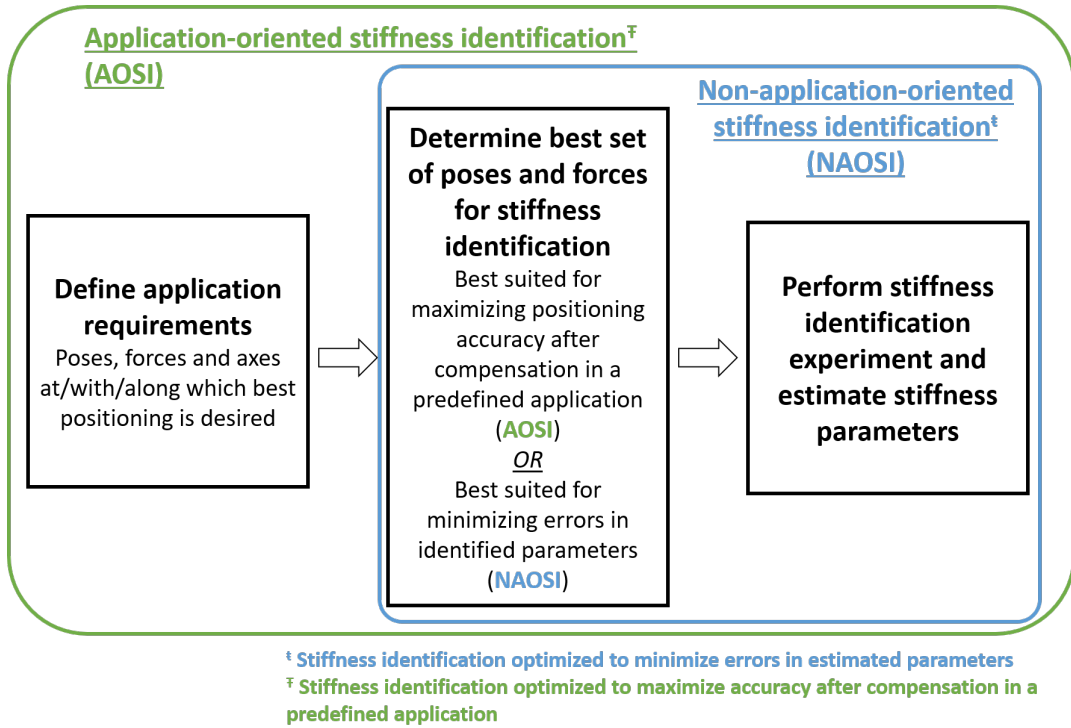 Application-oriented stiffness identification^Ŧ
(AOSI)
Non-application-oriented
stiffness identification^ŧ
(NAOSI)
Define application
requirements
Poses, forces and axes
at/with/along which best
positioning is desired
Determine best set
of poses and forces
for stiffness
identification
Best suited for
maximizing positioning
accuracy after
compensation in a
predefined application
(AOSI)
OR
Best suited for
minimizing errors in
identified parameters
(NAOSI)
Perform stiffness
identification
experiment and
estimate stiffness
parameters
ŧ Stiffness identification optimized to minimize errors in estimated parameters
Ŧ Stiffness identification optimized to maximize accuracy after compensation in a
predefined application